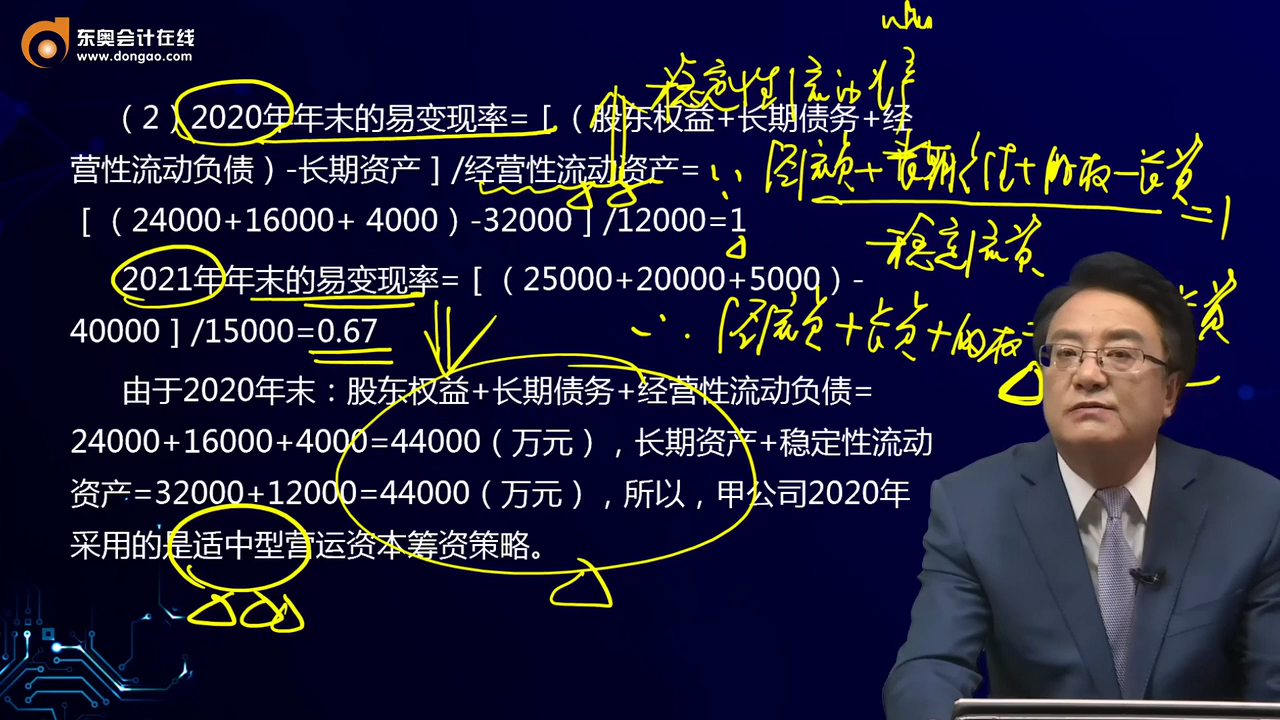 东奥会计在线
www.dongao.com
稳定性流动资产
（2）2020年年末的易变现率=［（股东权益+长期债务+经
营性流动负债）-长期资产］/经营性流动资产=
［（24000+16000+ 4000）-32000］/12000=1
=1
稳定流资
2021年年末的易变现率=［（25000+20000+5000）-
40000］/15000=0.67
由于2020年末：股东权益+长期债务+经营性流动负债=
24000+16000+4000=44000（万元），长期资产+稳定性流动
资产=32000+12000=44000（万元），所以，甲公司2020年
采用的是适中型营运资本筹资策略。